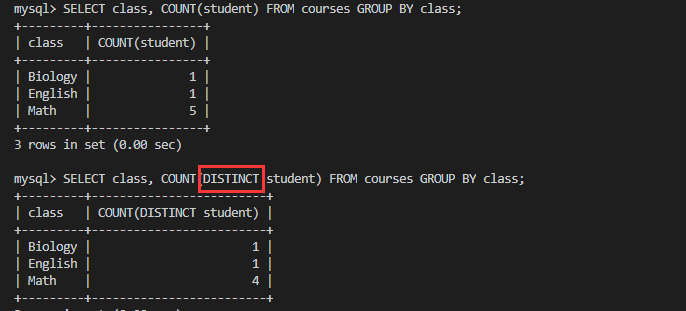 mysql> SELECT class, COUNT(student) FROM courses GROUP BY class;
+---------+----------------+
| class   | COUNT(student) |
+---------+----------------+
| Biology |              1 |
| English |              1 |
| Math    |              5 |
+---------+----------------+
3 rows in set (0.00 sec)

mysql> SELECT class, COUNT(DISTINCT student) FROM courses GROUP BY class;
+---------+-------------------------+
| class   | COUNT(DISTINCT student) |
+---------+-------------------------+
| Biology |                       1 |
| English |                       1 |
| Math    |                       4 |
+---------+-------------------------+